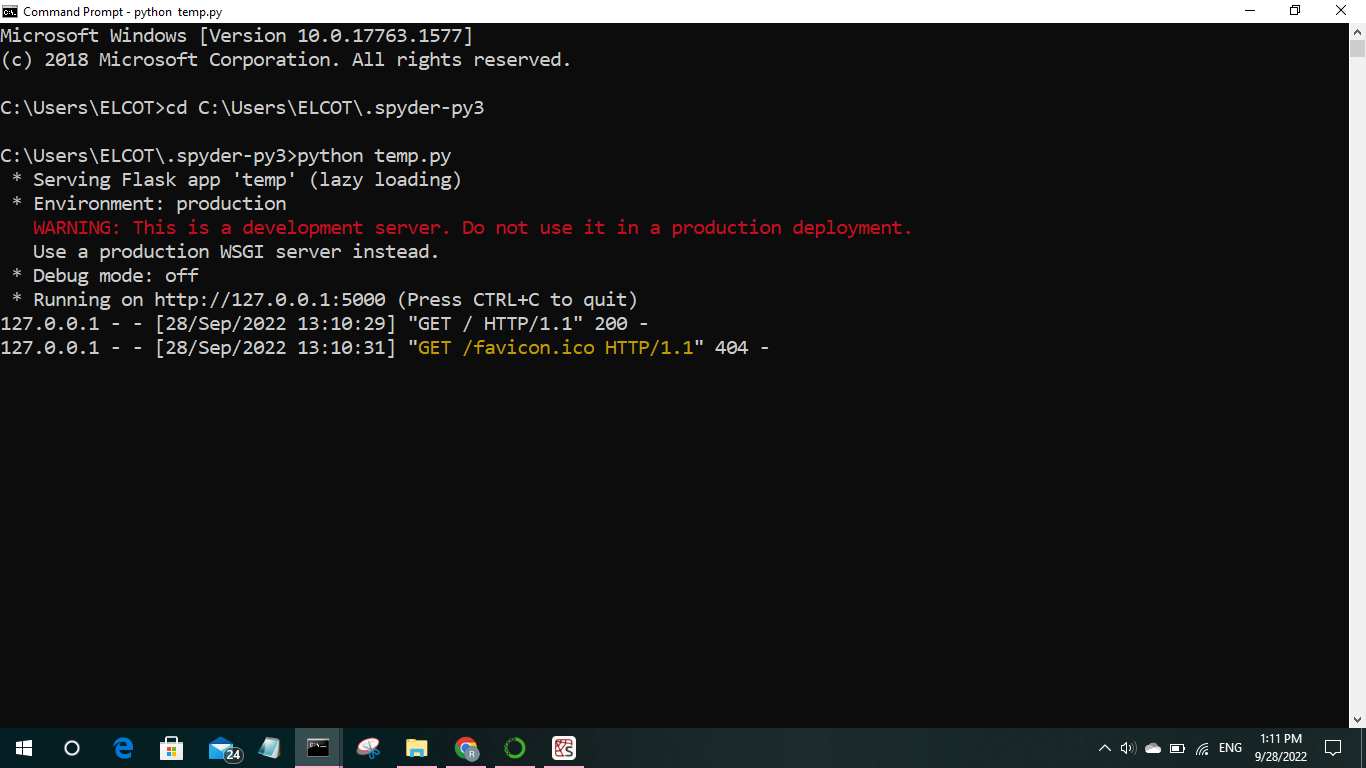 Command Prompt - python  temp.py
Microsoft Windows [Version 10.0.17763.1577]
(c) 2018 Microsoft Corporation. All rights reserved.
C:\Users\ELCOT>cd C:\Users\ELCOT\.spyder-py3
C:\Users\ELCOT\.spyder-py3>python temp.py
 * Serving Flask app 'temp' (lazy loading)
 * Environment: production
   WARNING: This is a development server. Do not use it in a production deployment.
   Use a production WSGI server instead.
 * Debug mode: off
 * Running on http://127.0.0.1:5000 (Press CTRL+C to quit)
127.0.0.1 - - [28/Sep/2022 13:10:29] "GET / HTTP/1.1" 200 -
127.0.0.1 - - [28/Sep/2022 13:10:31] "GET /favicon.ico HTTP/1.1" 404 -
24
R
ENG
1:11 PM
9/28/2022